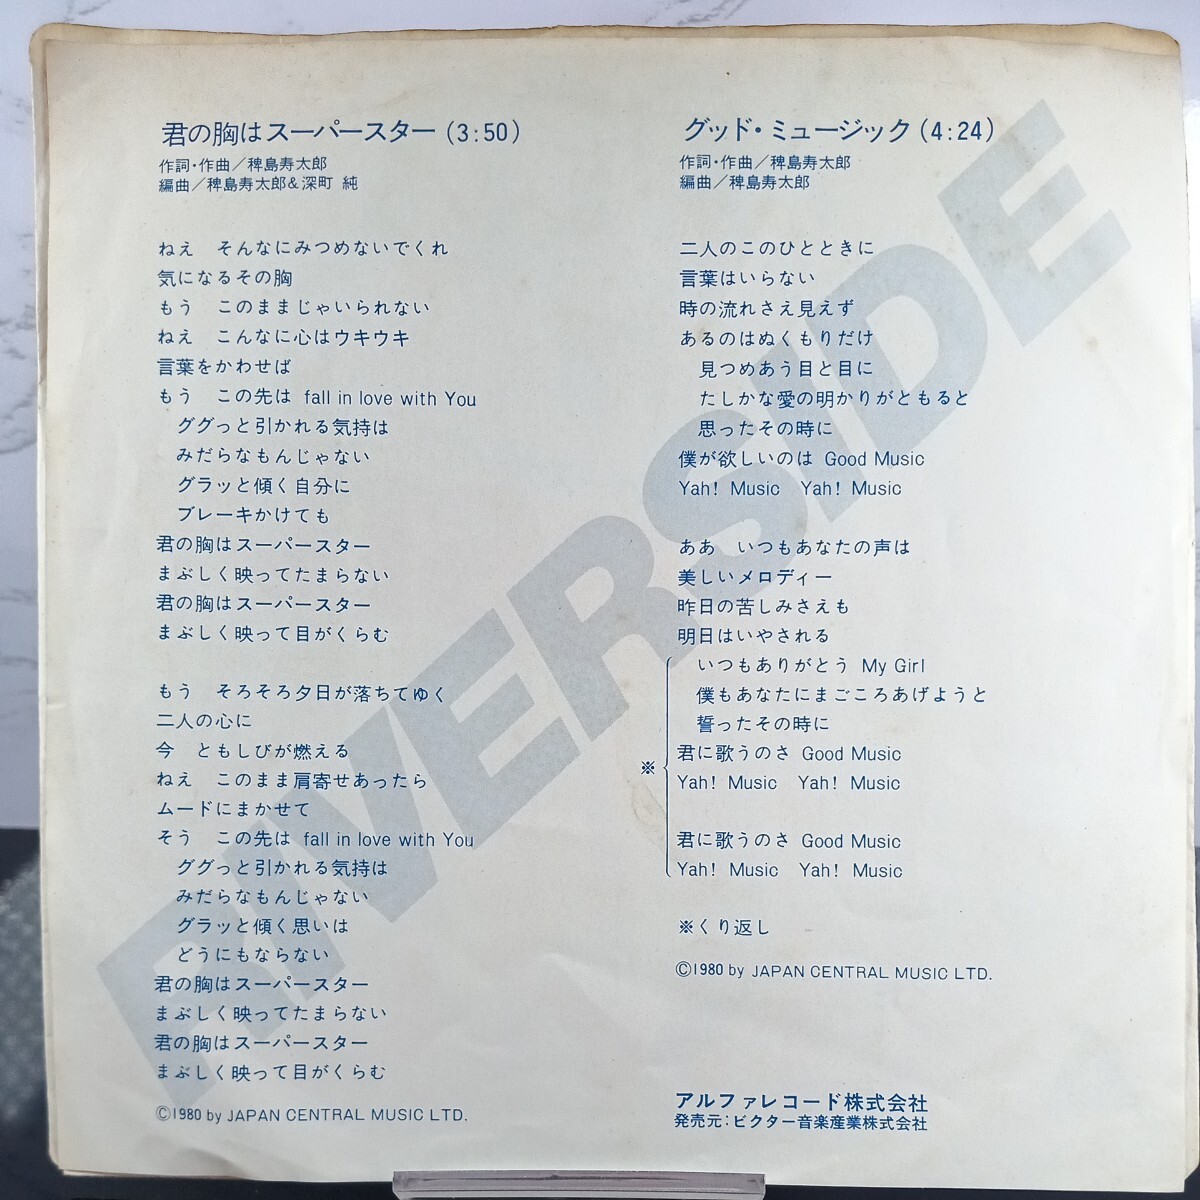 君の胸はスーパースター(3:50)
作詞・作曲／稗島寿太郎
編曲／稗島寿太郎＆深町 純
ねえ　そんなにみつめないでくれ
気になるその胸
もう　このままじゃいられない
ねえ　こんなに心はウキウキ
言葉をかわせば
もう　この先は fall in love with You
ググっと引かれる気持は
みだらなもんじゃない
グラッと傾く自分に
ブレーキかけても
君の胸はスーパースター
まぶしく映ってたまらない
君の胸はスーパースター
まぶしく映って目がくらむ
もう　そろそろ夕日が落ちてゆく
二人の心に
今　ともしびが燃える
ねえ　このまま肩寄せあったら
ムードにまかせて
そう　この先は fall in love with You
ググっと引かれる気持は
みだらなもんじゃない
グラッと傾く思いは
どうにもならない
君の胸はスーパースター
まぶしく映ってたまらない
君の胸はスーパースター
まぶしく映って目がくらむ
©1980 by JAPAN CENTRAL MUSIC LTD.
グッド・ミュージック(4:24)
作詞・作曲／稗島寿太郎
編曲／稗島寿太郎
二人のこのひとときに
言葉はいらない
時の流れさえ見えず
あるのはぬくもりだけ
見つめあう目と目に
たしかな愛の明かりがともると
思ったその時に
僕が欲しいのは Good Music
Yah! Music　Yah! Music
ああ　いつもあなたの声は
美しいメロディー
昨日の苦しみさえも
明日はいやされる
いつもありがとう My Girl
僕もあなたにまごころあげようと
誓ったその時に
君に歌うのさ Good Music
※
Yah! Music　Yah! Music
君に歌うのさ Good Music
Yah! Music　Yah! Music
※くり返し
©1980 by JAPAN CENTRAL MUSIC LTD.
アルファレコード株式会社
発売元：ビクター音楽産業株式会社
RIVERSIDE